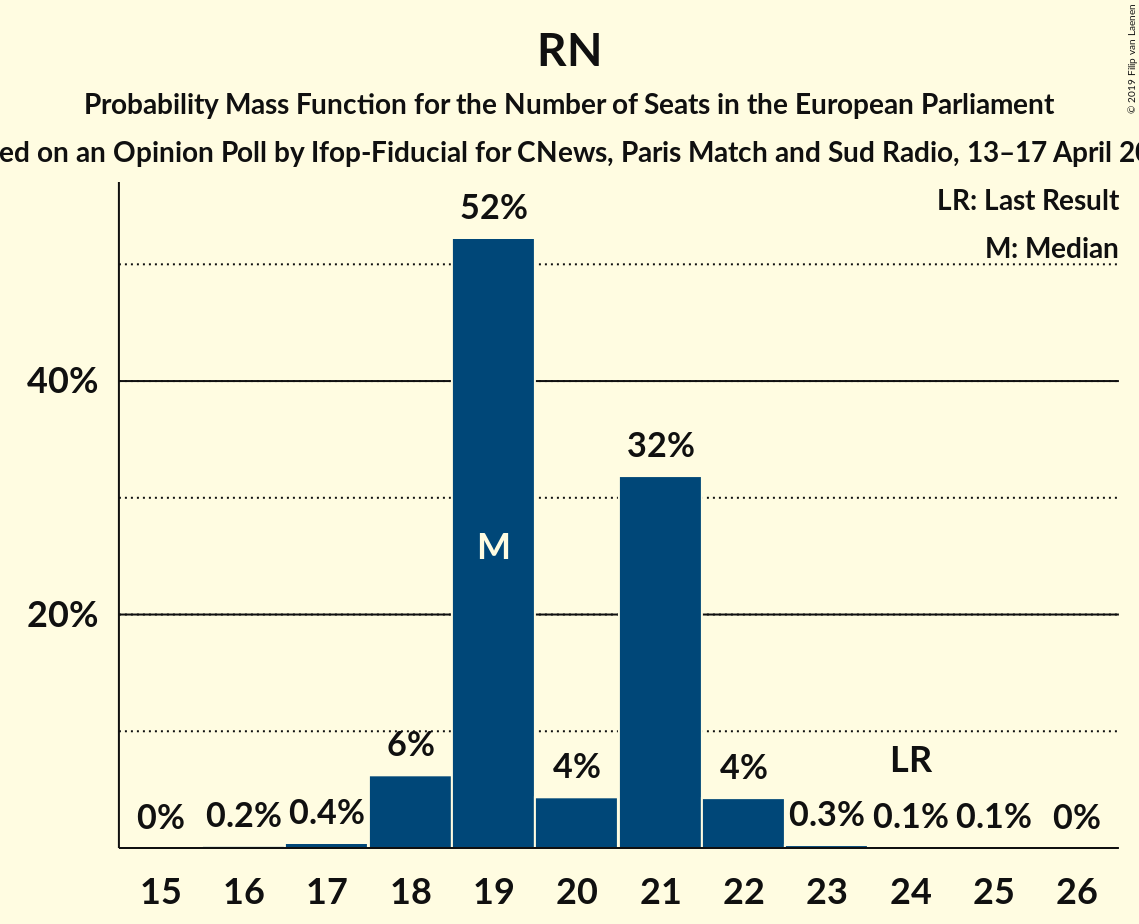 RN
Probability Mass Function for the Number of Seats in the European Parliament
ed on an Opinion Poll by Ifop-Fiducial for CNews, Paris Match and Sud Radio, 13–17 April 20
© 2019 Filip van Laenen
LR: Last Result
M: Median
52%
40%
32%
M
20%
6%
4%
4%
LR
0%
0.2%
0.4%
0.3%
0.1%
0.1%
0%
15 16 17 18 19 20 21 22 23 24 25 26